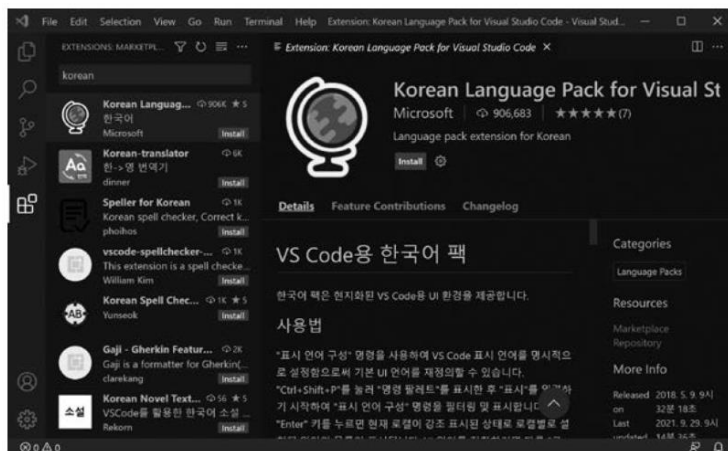 File Edit Selection View Go Run Terminal Help Extension: Korean Language Pack for Visual Studio Code - Visual Stud...
EXTENSIONS: MARKETPL...
korean
Korean Languag... 906K ★ 5
한국어
Microsoft Install
Korean-translator 6K
한->영 번역기
dinner Install
Speller for Korean 1K
Korean spell checker, Correct k...
phoihos Install
vscode-spellchecker-... 1K
This extension is a spell checke...
William Kim Install
Korean Spell Chec... 1K ★ 5
Yunseok Install
Gaji - Gherkin Featur... 2K
Gaji is a formatter for Gherkin(...
clarekang Install
Korean Novel Text... 56 ★ 5
VSCode를 활용한 한국어 소설 ...
Rekorn Install
Aa
AB
소설
Extension: Korean Language Pack for Visual Studio Code ×
Korean Language Pack for Visual St
Microsoft | 906,683 | ★★★★★(7)
Language pack extension for Korean
Install
Details Feature Contributions Changelog
VS Code용 한국어 팩
한국어 팩은 현지화된 VS Code용 UI 환경을 제공합니다.
사용법
"표시 언어 구성" 명령을 사용하여 VS Code 표시 언어를 명시적으
로 설정함으로써 기본 UI 언어를 재정의할 수 있습니다.
"Ctrl+Shift+P"를 눌러 "명령 팔레트"를 표시한 후 "표시"를
기 시작하여 "표시 언어 구성" 명령을 필터링 및 표시합니다
"Enter" 키를 누르면 현재 로캘이 강조 표시된 상태로 로캘별로 설
Categories
Language Packs
Resources
Marketplace
Repository
More Info
Released 2018. 5. 9. 9시
on 32분 18초
Last 2021. 9. 29. 9시
updated 14분
0 0